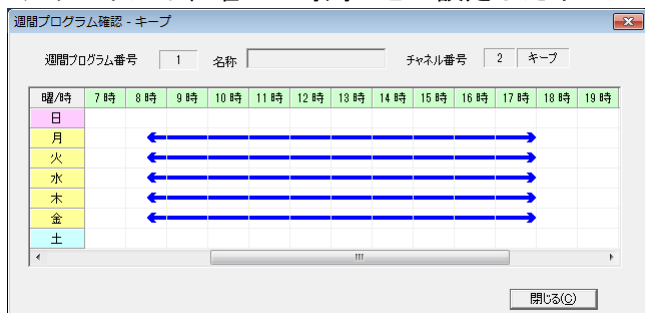 週間プログラム確認 - キープ
週間プログラム番号 1 名称 チャネル番号 2 キープ
曜/時 7時 8時 9時 10時 11時 12時 13時 14時 15時 16時 17時 18時 19時
日
月
火
水
木
金
土
閉じる(C)